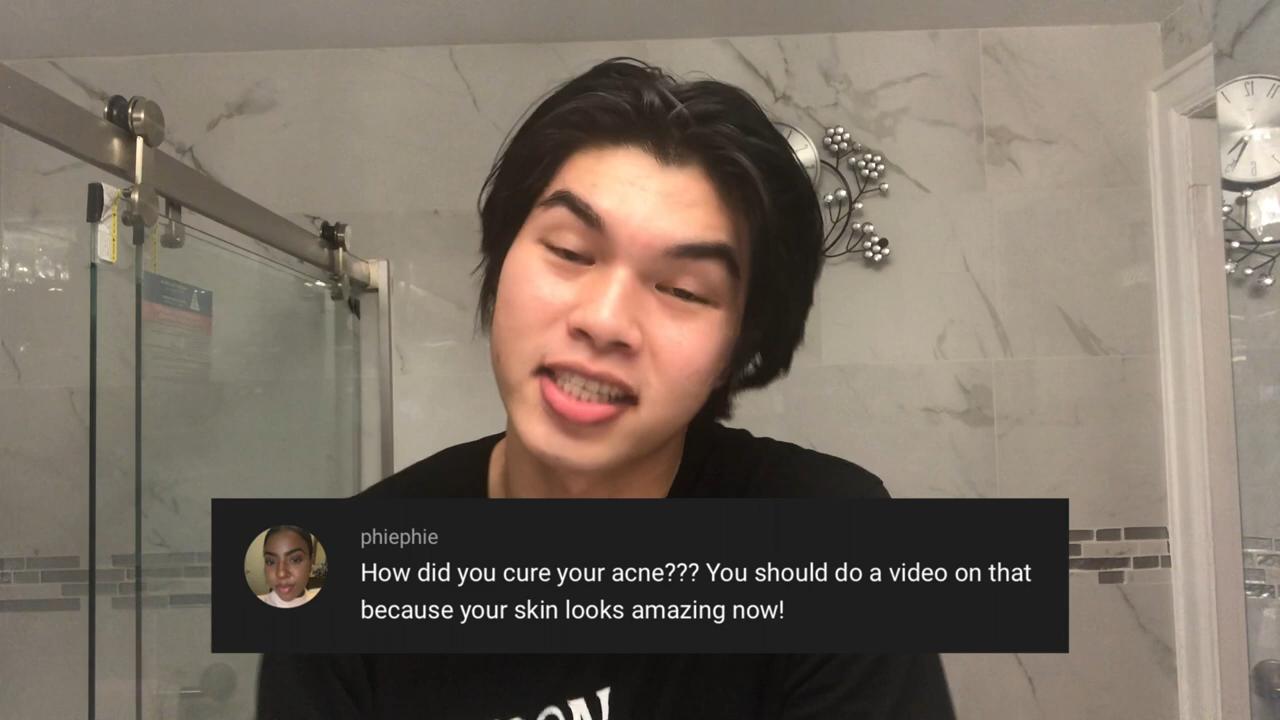 phiephie
How did you cure your acne??? You should do a video on that
because your skin looks amazing now!